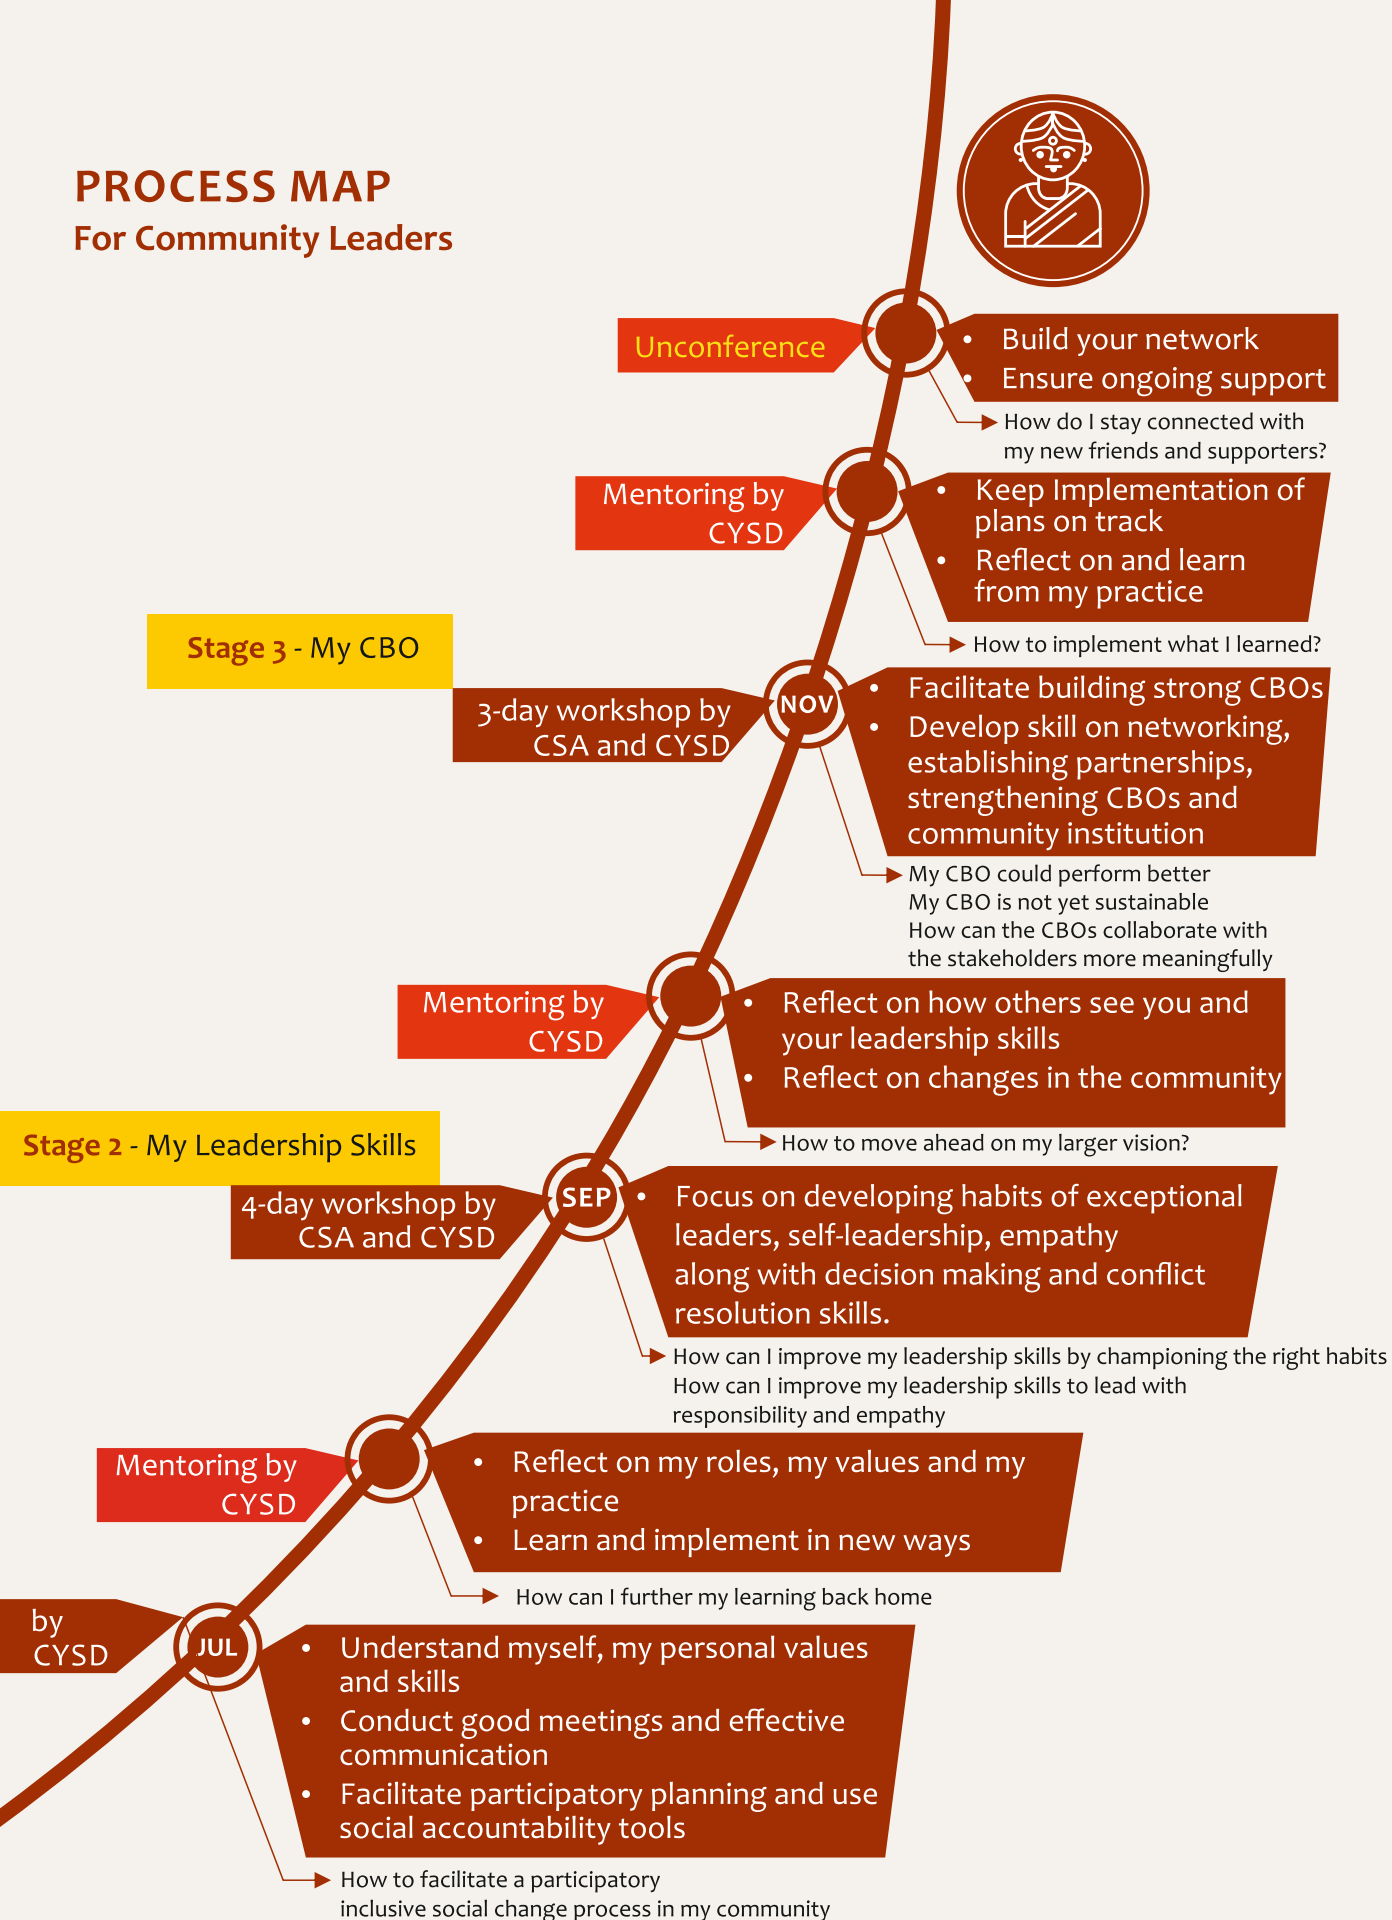 PROCESS MAP
For Community Leaders
Unconference
• Build your network
• Ensure ongoing support
How do I stay connected with
my new friends and supporters?
Mentoring by
CYSD
• Keep Implementation of
plans on track
• Reflect on and learn
from my practice
How to implement what I learned?
Stage 3 - My CBO
3-day workshop by
CSA and CYSD
NOV
• Facilitate building strong CBOs
• Develop skill on networking,
establishing partnerships,
strengthening CBOs and
community institution
My CBO could perform better
My CBO is not yet sustainable
How can the CBOs collaborate with
the stakeholders more meaningfully
Mentoring by
CYSD
• Reflect on how others see you and
your leadership skills
• Reflect on changes in the community
How to move ahead on my larger vision?
Stage 2 - My Leadership Skills
4-day workshop by
CSA and CYSD
SEP
• Focus on developing habits of exceptional
leaders, self-leadership, empathy
along with decision making and conflict
resolution skills.
How can I improve my leadership skills by championing the right habits
How can I improve my leadership skills to lead with
responsibility and empathy
Mentoring by
CYSD
• Reflect on my roles, my values and my
practice
• Learn and implement in new ways
How can I further my learning back home
by
CYSD
JUL
• Understand myself, my personal values
and skills
• Conduct good meetings and effective
communication
• Facilitate participatory planning and use
social accountability tools
How to facilitate a participatory
inclusive social change process in my community